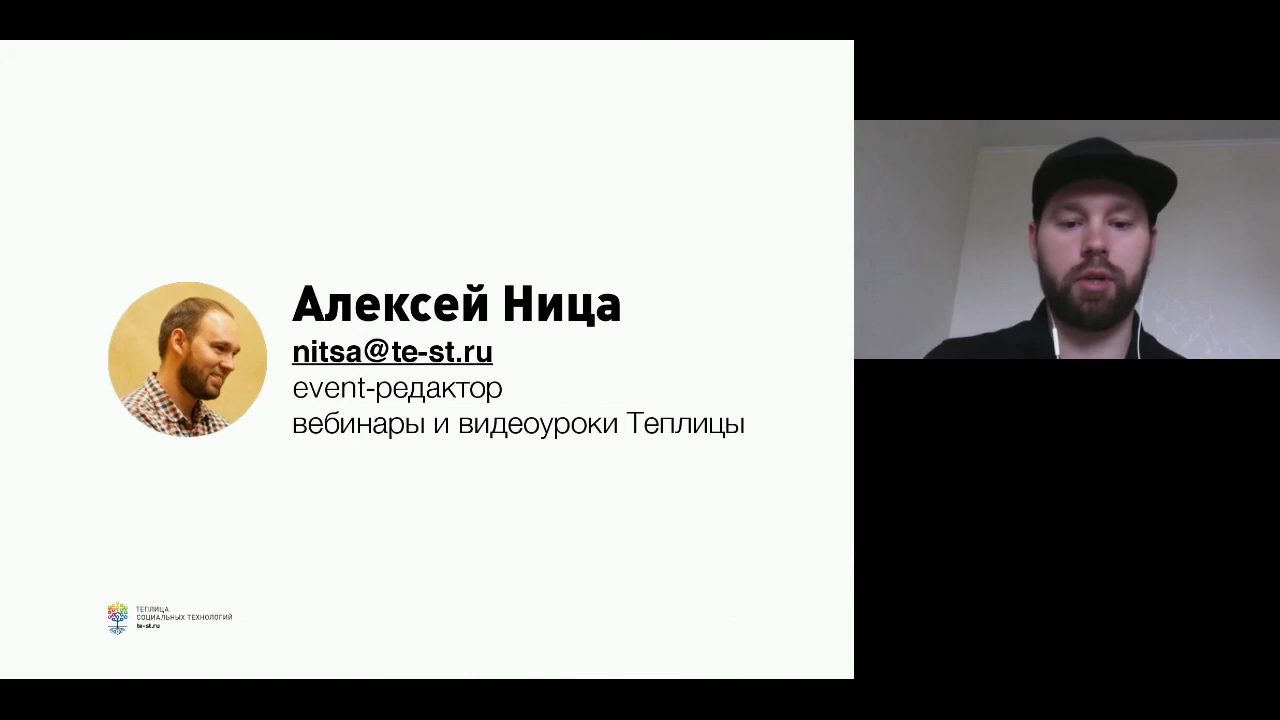 Алексей Ница
nitsa@te-st.ru
event-редактор
вебинары и видеоуроки Теплицы
ТЕПЛИЦА
СОЦИАЛЬНЫХ ТЕХНОЛОГИЙ
te-st.ru